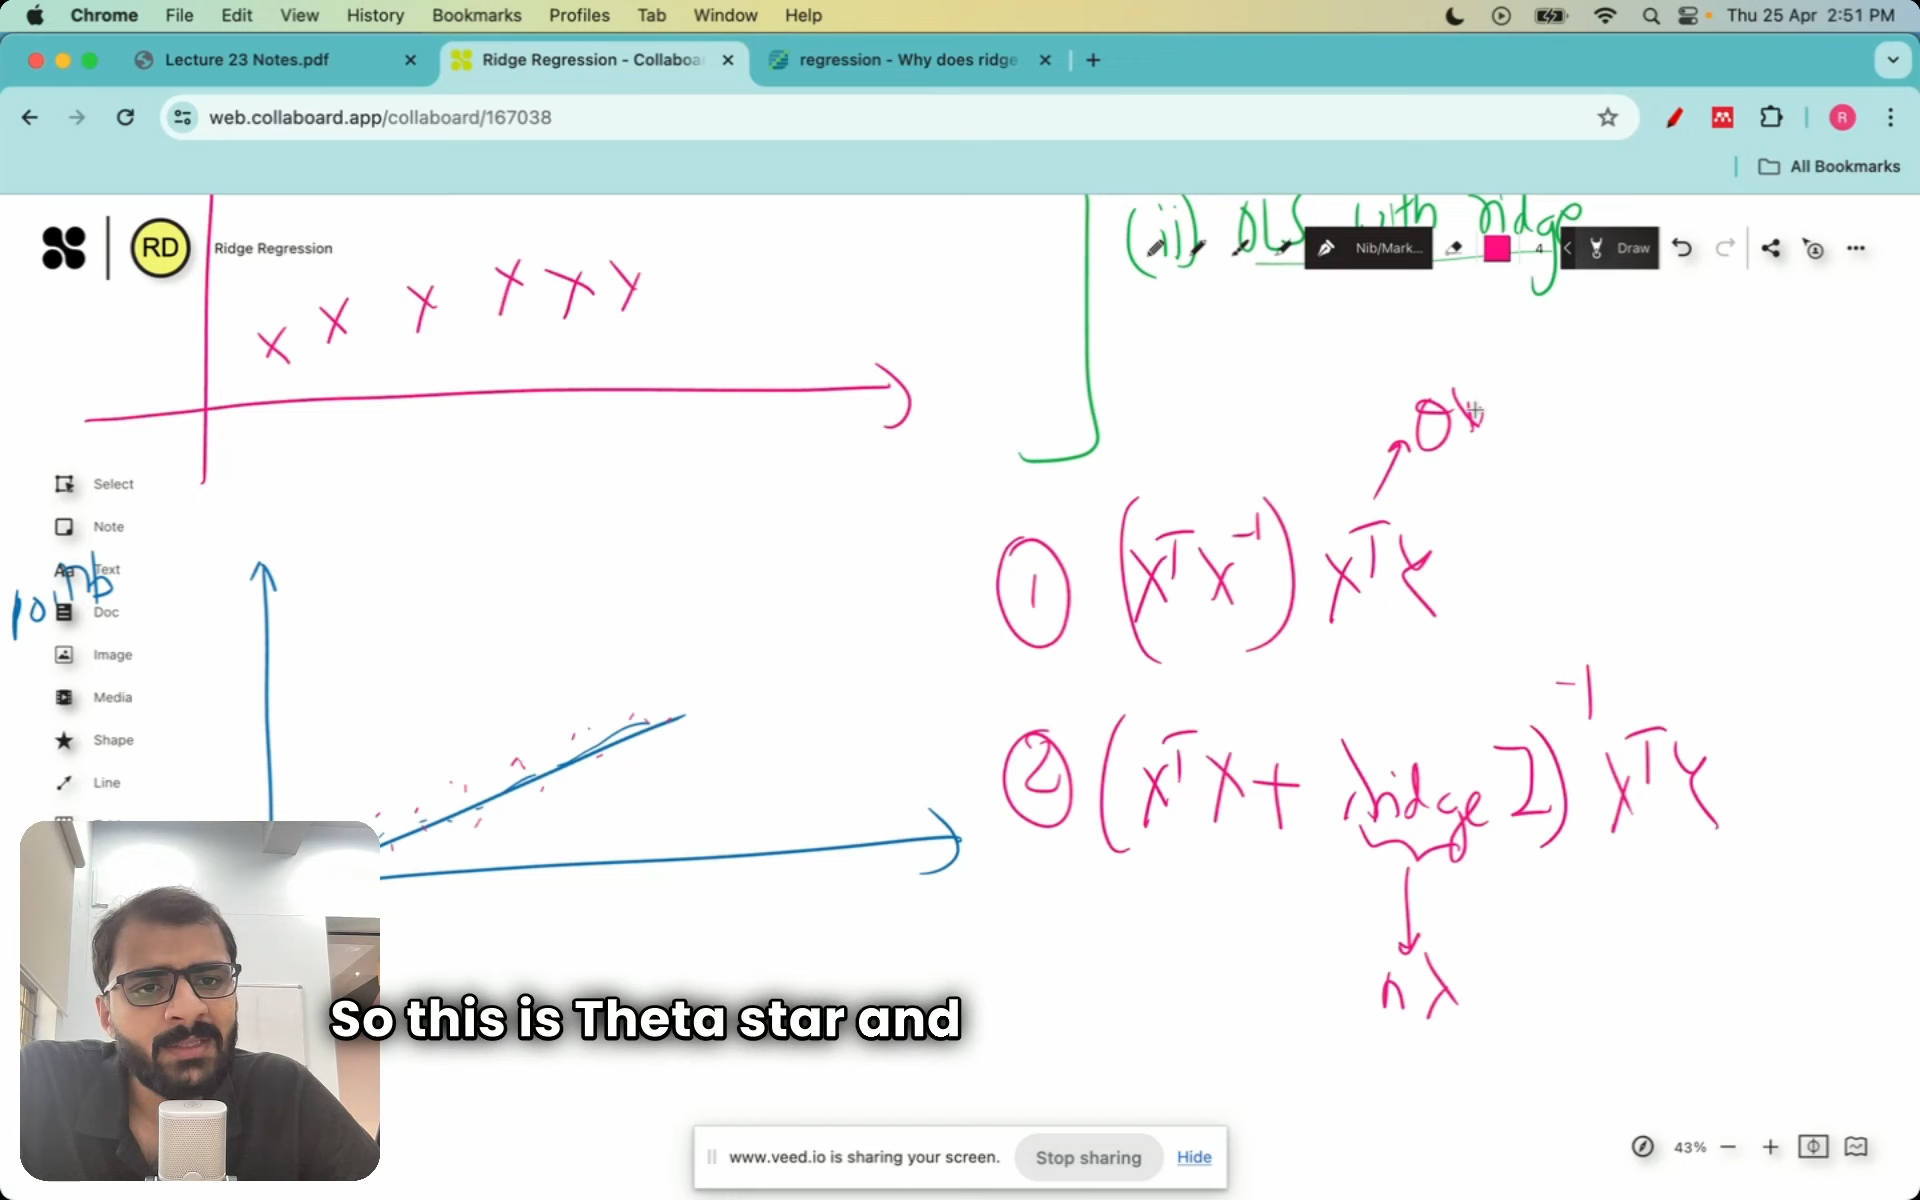 Chrome File Edit View History Bookmarks Profiles Tab Window Help Thu 25 Apr 2:51 PM
Lecture 23 Notes.pdf Ridge Regression - Collaboa regression - Why does ridge
web.collaboard.app/collaboard/167038 R
All Bookmarks
RD Ridge Regression
(ii) OLS with ridge
Nib/Mark... 4 Draw
x x x x x x
Select
Note
Text
Doc
Image
Media
Shape
Line
θ*
① (XᵀX⁻¹) XᵀY
② (XᵀX + ridge I)⁻¹ XᵀY
nλ
So this is Theta star and
www.veed.io is sharing your screen. Stop sharing Hide
43%